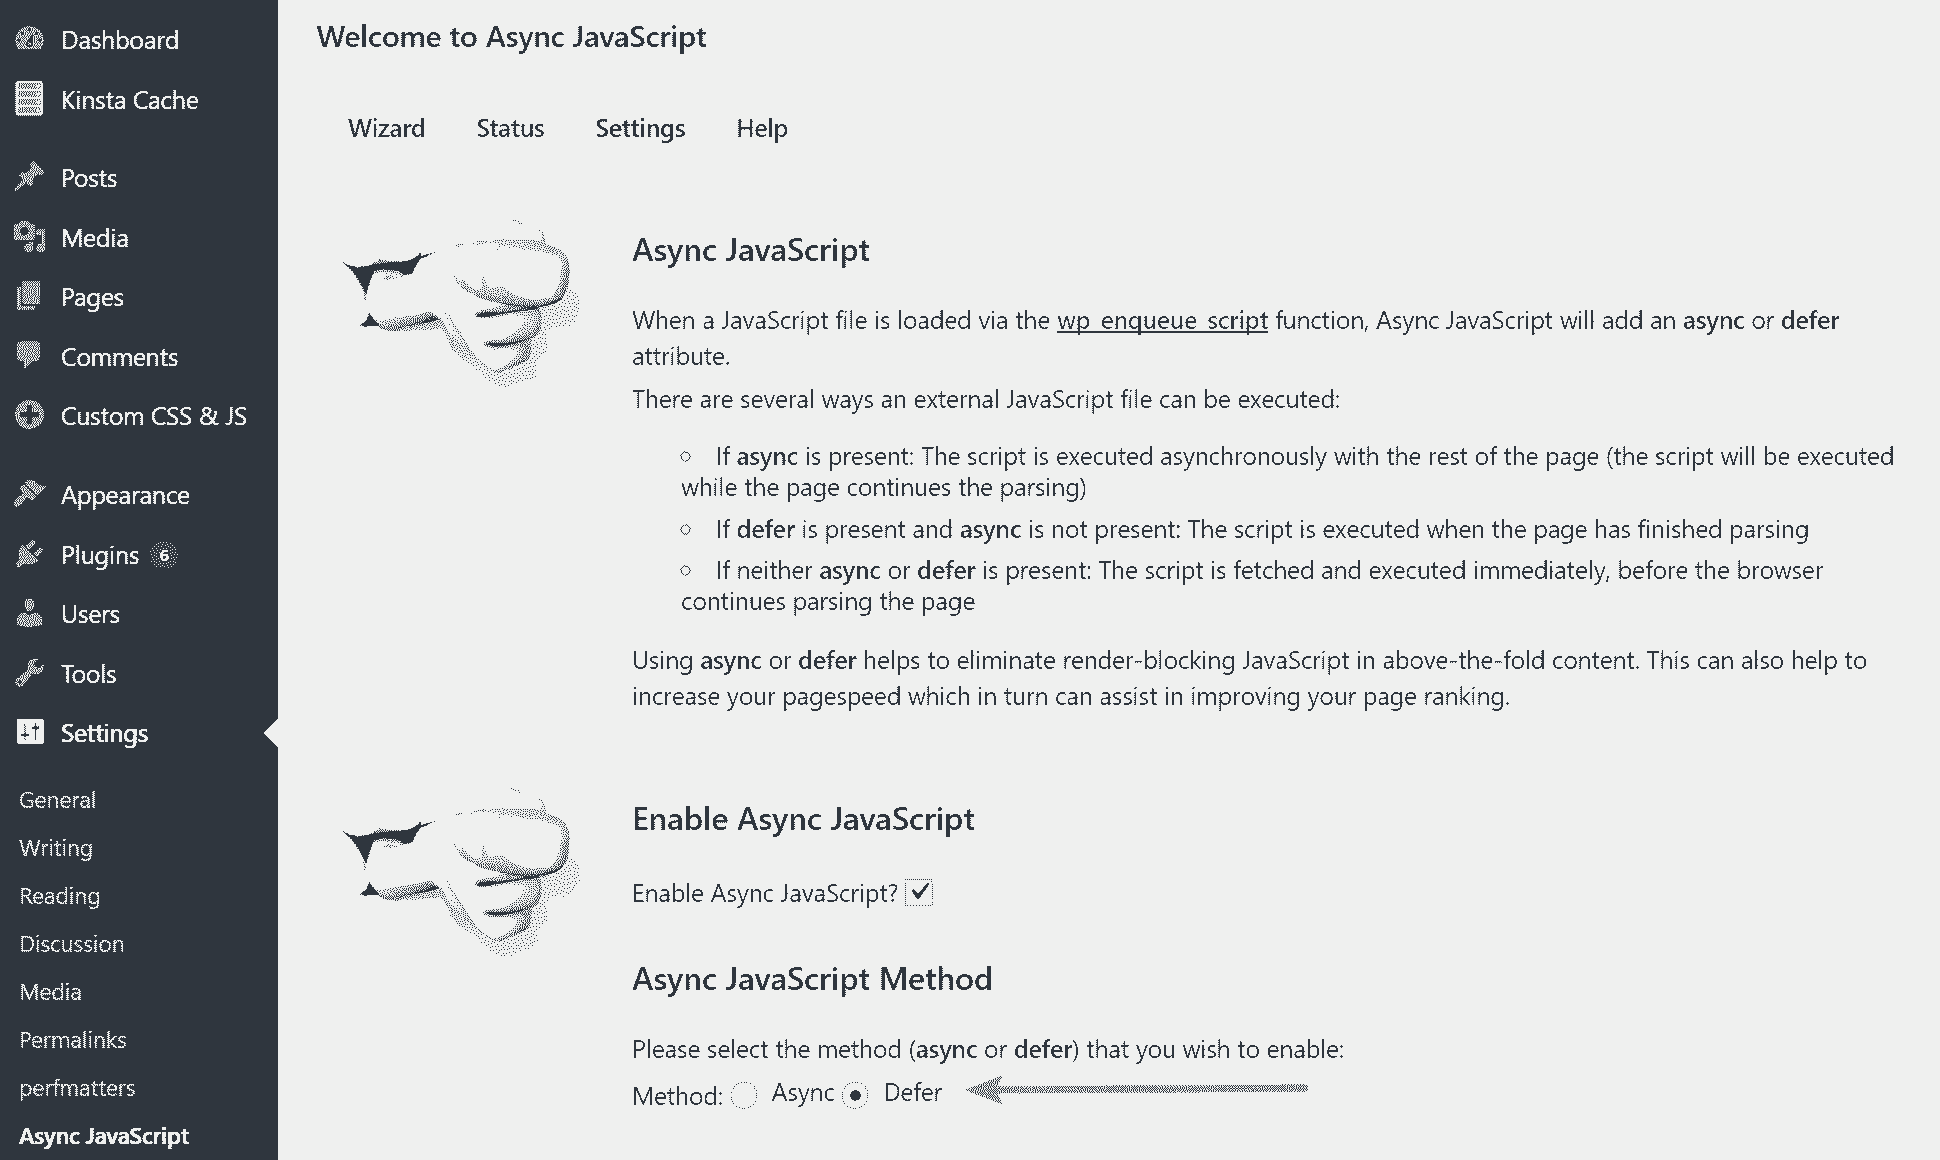 Dashboard
Kinsta Cache
Posts
Media
Pages
Comments
Custom CSS & JS
Appearance
Plugins 6
Users
Tools
Settings
General
Writing
Reading
Discussion
Media
Permalinks
perfmatters
Async JavaScript
Welcome to Async JavaScript
Wizard Status Settings Help
Async JavaScript
When a JavaScript file is loaded via the wp_enqueue_script function, Async JavaScript will add an async or defer
attribute.
There are several ways an external JavaScript file can be executed:
If async is present: The script is executed asynchronously with the rest of the page (the script will be executed
while the page continues the parsing)
If defer is present and async is not present: The script is executed when the page has finished parsing
If neither async or defer is present: The script is fetched and executed immediately, before the browser
continues parsing the page
Using async or defer helps to eliminate render-blocking JavaScript in above-the-fold content. This can also help to
increase your pagespeed which in turn can assist in improving your page ranking.
Enable Async JavaScript
Enable Async JavaScript?
Async JavaScript Method
Please select the method (async or defer) that you wish to enable:
Method: Async Defer